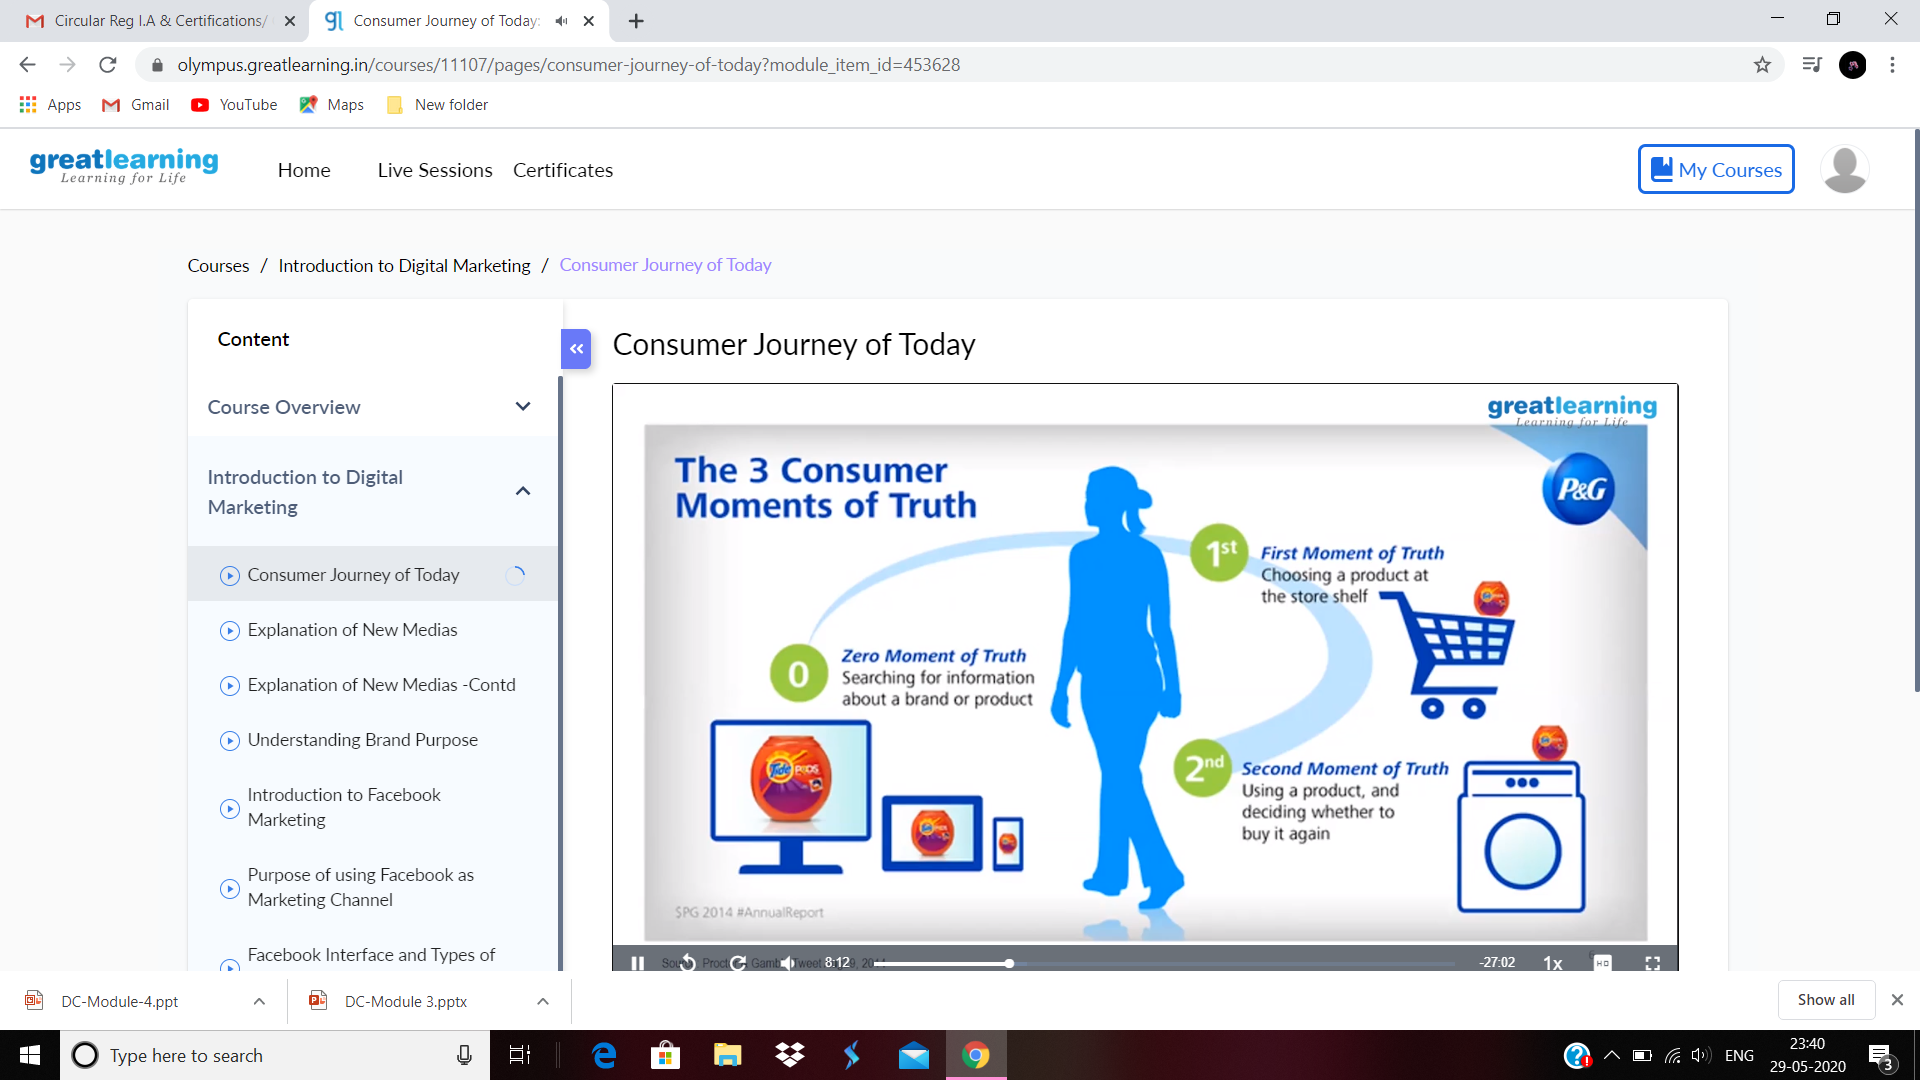 Circular Reg I.A & Certifications/
Consumer Journey of Today:
olympus.greatlearning.in/courses/11107/pages/consumer-journey-of-today?module_item_id=453628
Apps
Gmail
YouTube
Maps
New folder
greatlearning
Learning for Life
Home
Live Sessions
Certificates
My Courses
Courses / Introduction to Digital Marketing / Consumer Journey of Today
Content
Course Overview
Introduction to Digital
Marketing
Consumer Journey of Today
Explanation of New Medias
Explanation of New Medias -Contd
Understanding Brand Purpose
Introduction to Facebook
Marketing
Purpose of using Facebook as
Marketing Channel
Facebook Interface and Types of
Consumer Journey of Today
greatlearning
Learning for Life
The 3 Consumer
Moments of Truth
P&G
1st
First Moment of Truth
Choosing a product at
the store shelf
0
Zero Moment of Truth
Searching for information
about a brand or product
Tide PODS
2nd
Second Moment of Truth
Using a product, and
deciding whether to
buy it again
$PG 2014 #AnnualReport
8:12
-27:02
1x
HD
DC-Module-4.ppt
DC-Module 3.pptx
Show all
Type here to search
ENG
23:40
29-05-2020
3